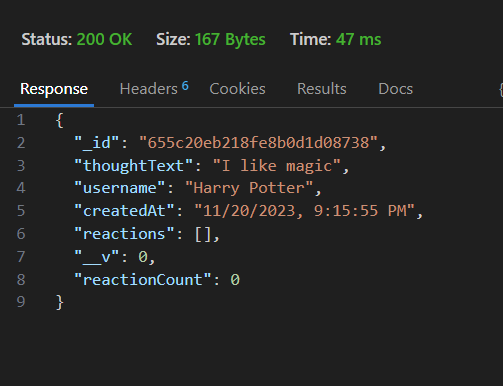 Status: 200 OK Size: 167 Bytes Time: 47 ms
Response Headers 6 Cookies Results Docs {
1 {
2 "_id": "655c20eb218fe8b0d1d08738",
3 "thoughtText": "I like magic",
4 "username": "Harry Potter",
5 "createdAt": "11/20/2023, 9:15:55 PM",
6 "reactions": [],
7 "__v": 0,
8 "reactionCount": 0
9 }